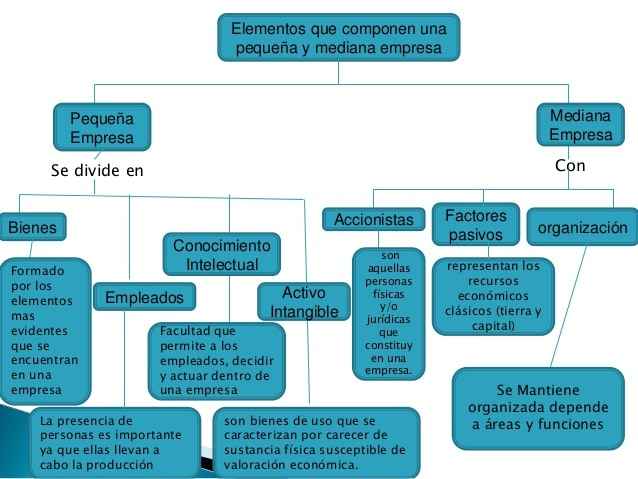 Elementos que componen una
pequeña y mediana empresa
Pequeña
Empresa
Mediana
Empresa
Se divide en
Con
Bienes
Empleados
Conocimiento
Intelectual
Activo
Intangible
Accionistas
Factores
pasivos
organización
Formado
por los
elementos
mas
evidentes
que se
encuentran
en una
empresa
La presencia de
personas es importante
ya que ellas llevan a
cabo la producción
Facultad que
permite a los
empleados, decidir
y actuar dentro de
una empresa
son bienes de uso que se
caracterizan por carecer de
sustancia física susceptible de
valoración económica.
son
aquellas
personas
físicas
y/o
jurídicas
que
constituy
en una
empresa.
representan los
recursos
económicos
clásicos (tierra y
capital)
Se Mantiene
organizada depende
a áreas y funciones